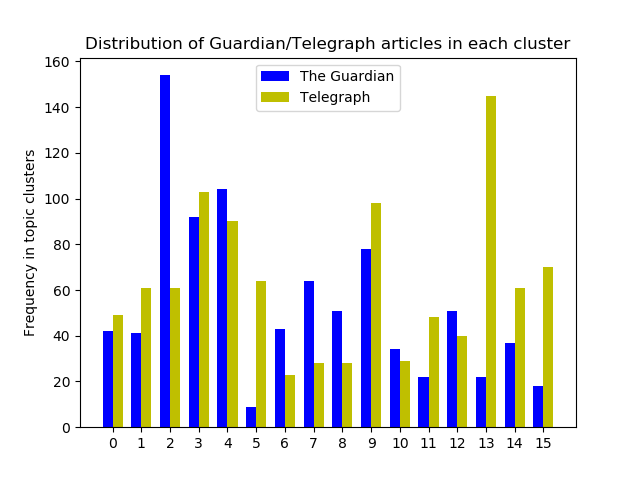 Distribution of Guardian/Telegraph articles in each cluster
160
140
120
100
80
60
40
20
0
Frequency in topic clusters
The Guardian
Telegraph
0 1 2 3 4 5 6 7 8 9 10 11 12 13 14 15